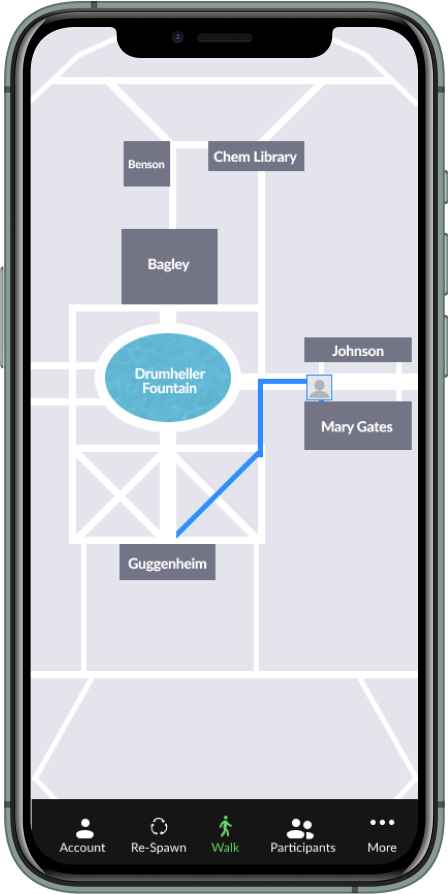 Benson
Chem Library
Bagley
Johnson
Drumheller
Fountain
Mary Gates
Guggenheim
Account
Re-Spawn
Walk
Participants
More